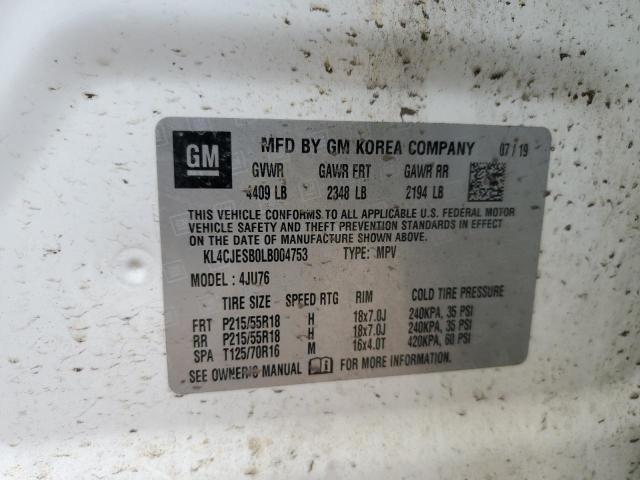 GM MFD BY GM KOREA COMPANY 07/19
GVWR GAWR FRT GAWR RR
4409 LB 2348 LB 2194 LB
THIS VEHICLE CONFORMS TO ALL APPLICABLE U.S. FEDERAL MOTOR
VEHICLE SAFETY AND THEFT PREVENTION STANDARDS IN EFFECT
ON THE DATE OF MANUFACTURE SHOWN ABOVE.
KL4CJESB0LB004753 TYPE: MPV
MODEL: 4JU76
TIRE SIZE SPEED RTG RIM COLD TIRE PRESSURE
FRT P215/55R18 H 18x7.0J 240KPA, 35 PSI
RR P215/55R18 H 18x7.0J 240KPA, 35 PSI
SPA T125/70R16 M 16x4.0T 420KPA, 60 PSI
SEE OWNER'S MANUAL FOR MORE INFORMATION